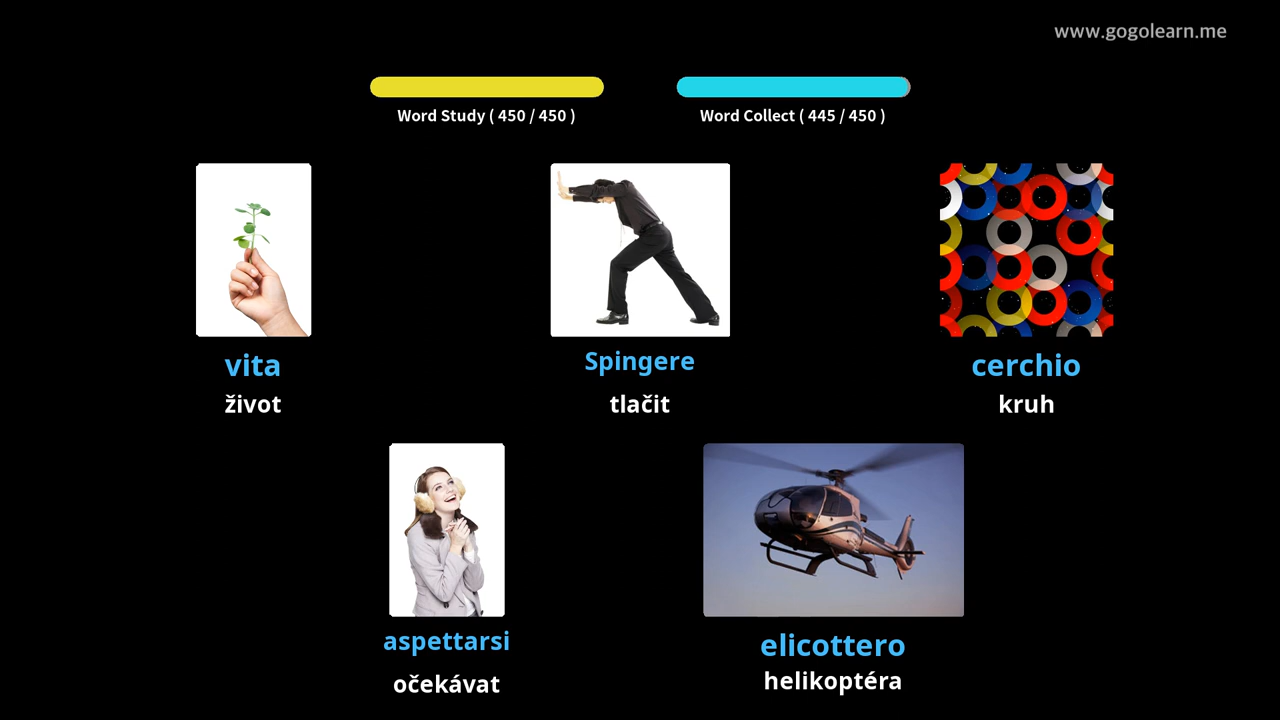 www.gogolearn.me
Word Study ( 450 / 450 )
Word Collect ( 445 / 450 )
vita
život
Spingere
tlačit
cerchio
kruh
aspettarsi
očekávat
elicottero
helikoptéra